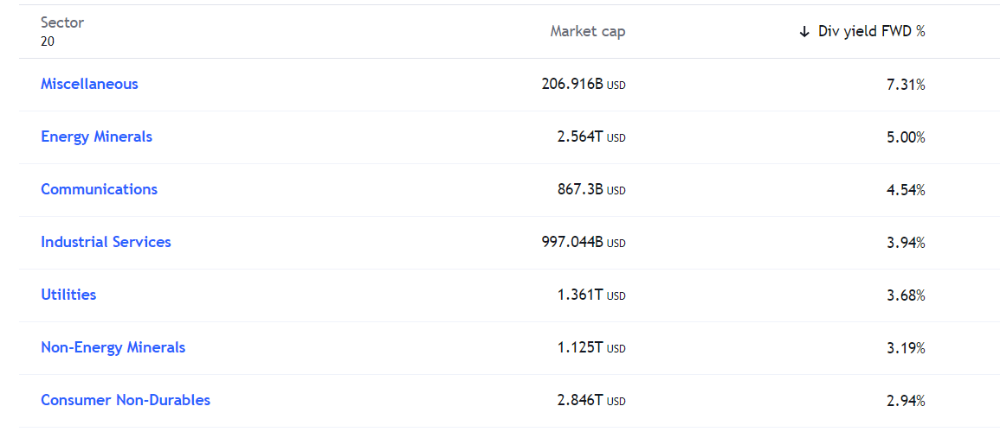 Sector
20
Market cap
↓ Div yield FWD %
Miscellaneous 206.916B USD 7.31%
Energy Minerals 2.564T USD 5.00%
Communications 867.3B USD 4.54%
Industrial Services 997.044B USD 3.94%
Utilities 1.361T USD 3.68%
Non-Energy Minerals 1.125T USD 3.19%
Consumer Non-Durables 2.846T USD 2.94%